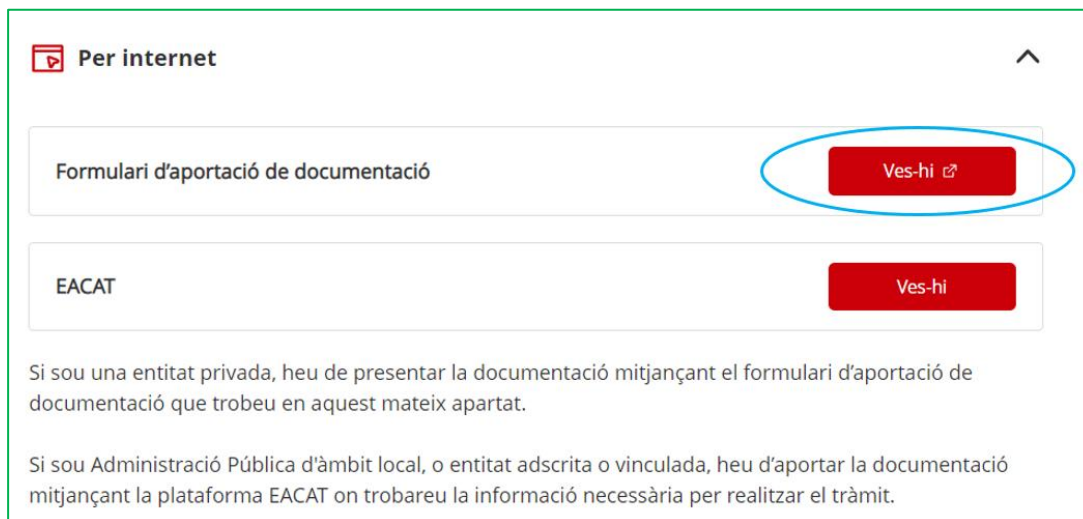 Per internet
Formulari d’aportació de documentació
Ves-hi
EACAT
Ves-hi
Si sou una entitat privada, heu de presentar la documentació mitjançant el formulari d’aportació de
documentació que trobeu en aquest mateix apartat.
Si sou Administració Pública d'àmbit local, o entitat adscrita o vinculada, heu d’aportar la documentació
mitjançant la plataforma EACAT on trobareu la informació necessària per realitzar el tràmit.